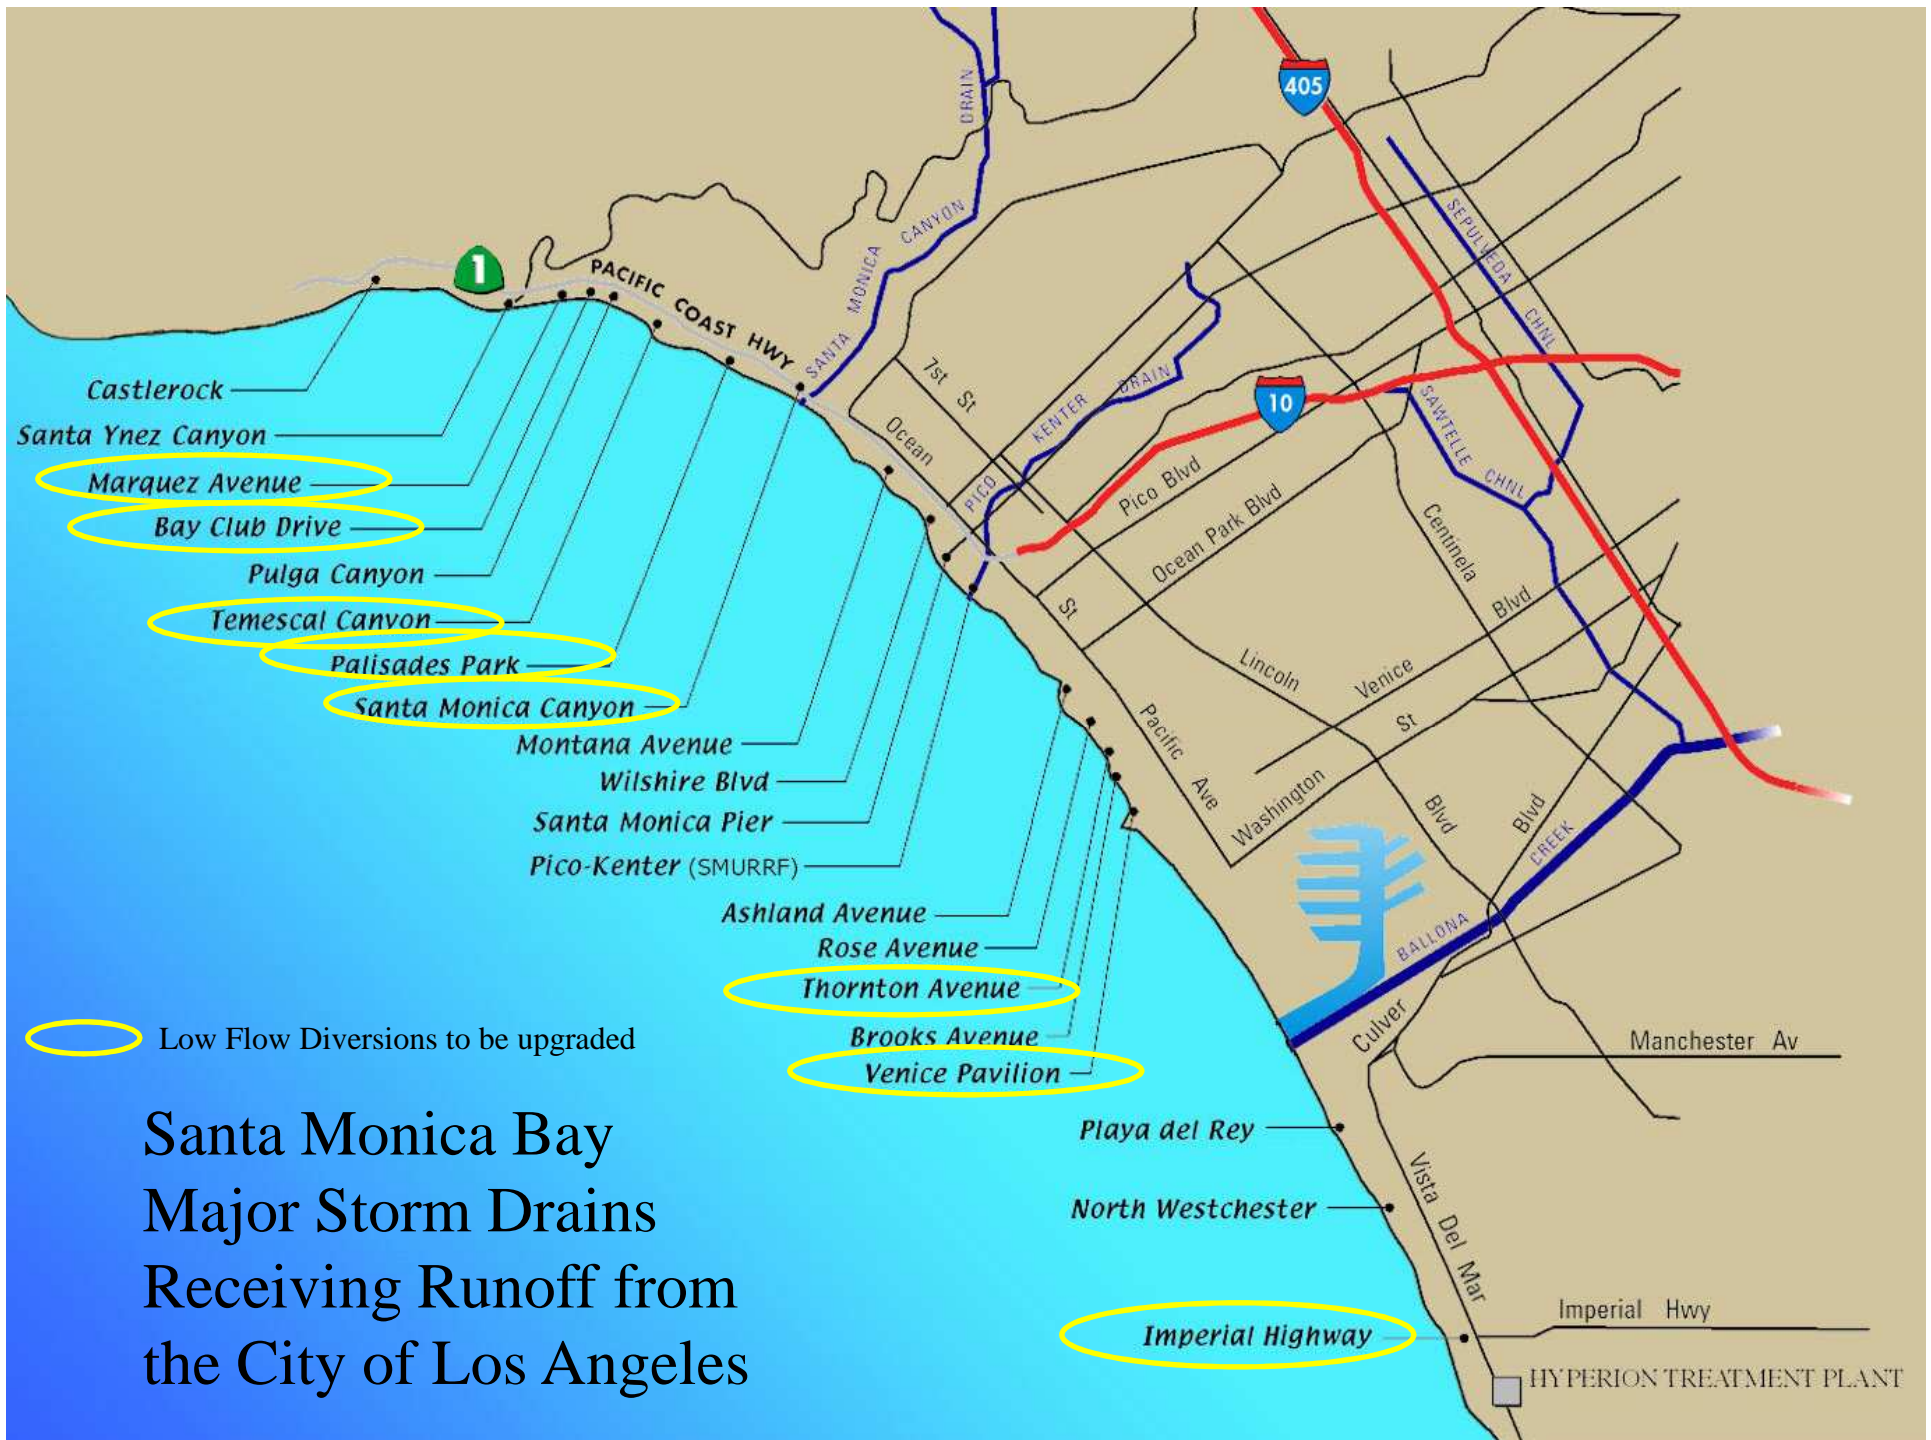 405
DRAIN
SANTA MONICA CANYON
SEPULVEDA CHNL
1
PACIFIC COAST HWY
7st St
KENTER DRAIN
10
SAWTELLE CHNL
Castlerock
Santa Ynez Canyon
Marquez Avenue
Bay Club Drive
Pulga Canyon
Temescal Canyon
Palisades Park
Santa Monica Canyon
Montana Avenue
Wilshire Blvd
Santa Monica Pier
Pico-Kenter (SMURRF)
Ashland Avenue
Rose Avenue
Thornton Avenue
Brooks Avenue
Venice Pavilion
Playa del Rey
North Westchester
Imperial Highway
Ocean
St
PICO
Pico Blvd
Ocean Park Blvd
Centinela
Blvd
Lincoln
Blvd
Venice
Blvd
Washington
St
Pacific Ave
BALLONA CREEK
Culver
Manchester Av
Vista Del Mar
Imperial Hwy
HYPERION TREATMENT PLANT
Low Flow Diversions to be upgraded
Santa Monica Bay
Major Storm Drains
Receiving Runoff from
the City of Los Angeles